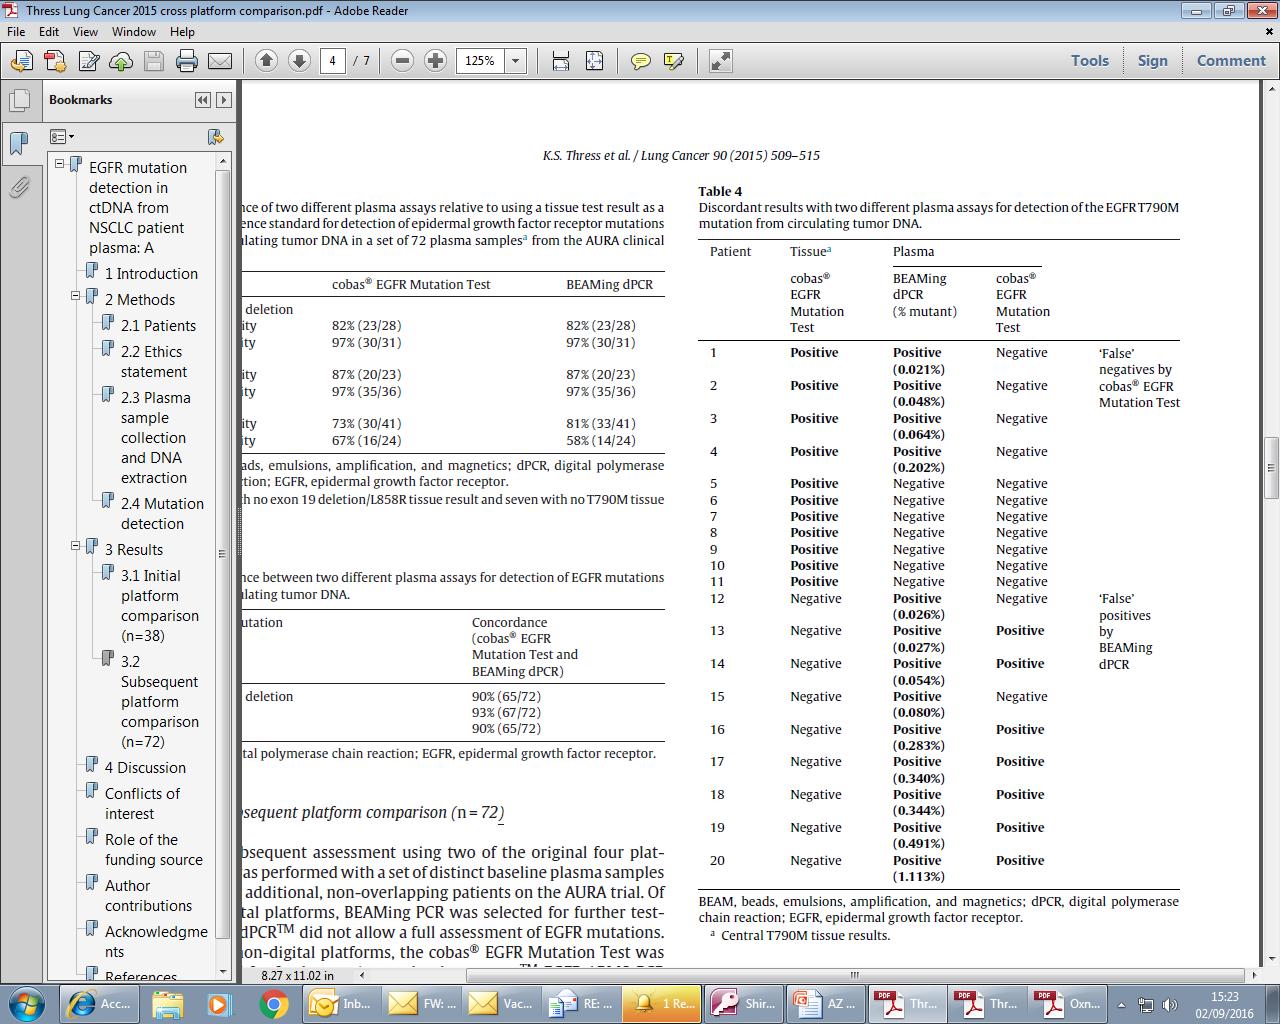 Thress Lung Cancer 2015 cross platform comparison.pdf - Adobe Reader
File Edit View Window Help
4 / 7 125% Tools Sign Comment
Bookmarks
EGFR mutation
detection in
ctDNA from
NSCLC patient
plasma: A
1 Introduction
2 Methods
2.1 Patients
2.2 Ethics
statement
2.3 Plasma
sample
collection
and DNA
extraction
2.4 Mutation
detection
3 Results
3.1 Initial
platform
comparison
(n=38)
3.2
Subsequent
platform
comparison
(n=72)
4 Discussion
Conflicts of
interest
Role of the
funding source
Author
contributions
Acknowledgme
nts
References
K.S. Thress et al. / Lung Cancer 90 (2015) 509–515
nce of two different plasma assays relative to using a tissue test result as a
ence standard for detection of epidermal growth factor receptor mutations
ulating tumor DNA in a set of 72 plasma samplesa from the AURA clinical
cobas® EGFR Mutation Test BEAMing dPCR
deletion
ity 82% (23/28) 82% (23/28)
ity 97% (30/31) 97% (30/31)
ity 87% (20/23) 87% (20/23)
ity 97% (35/36) 97% (35/36)
ity 73% (30/41) 81% (33/41)
ity 67% (16/24) 58% (14/24)
ads, emulsions, amplification, and magnetics; dPCR, digital polymerase
ction; EGFR, epidermal growth factor receptor.
h no exon 19 deletion/L858R tissue result and seven with no T790M tissue
nce between two different plasma assays for detection of EGFR mutations
ulating tumor DNA.
utation Concordance
(cobas® EGFR
Mutation Test and
BEAMing dPCR)
deletion 90% (65/72)
93% (67/72)
90% (65/72)
tal polymerase chain reaction; EGFR, epidermal growth factor receptor.
bsequent platform comparison (n = 72)
bsequent assessment using two of the original four plat-
as performed with a set of distinct baseline plasma samples
additional, non-overlapping patients on the AURA trial. Of
tal platforms, BEAMing PCR was selected for further test-
dPCR™ did not allow a full assessment of EGFR mutations.
non-digital platforms, the cobas® EGFR Mutation Test was
Table 4
Discordant results with two different plasma assays for detection of the EGFR T790M
mutation from circulating tumor DNA.
Patient Tissuea Plasma
cobas® BEAMing cobas®
EGFR dPCR EGFR
Mutation (% mutant) Mutation
Test Test
1 Positive Positive Negative ‘False’
(0.021%) negatives by
2 Positive Positive Negative cobas® EGFR
(0.048%) Mutation Test
3 Positive Positive Negative
(0.064%)
4 Positive Positive Negative
(0.202%)
5 Positive Negative Negative
6 Positive Negative Negative
7 Positive Negative Negative
8 Positive Negative Negative
9 Positive Negative Negative
10 Positive Negative Negative
11 Positive Negative Negative
12 Negative Positive Negative ‘False’
(0.026%) positives
13 Negative Positive Positive by
(0.027%) BEAMing
14 Negative Positive Positive dPCR
(0.054%)
15 Negative Positive Negative
(0.080%)
16 Negative Positive Positive
(0.283%)
17 Negative Positive Positive
(0.340%)
18 Negative Positive Positive
(0.344%)
19 Negative Positive Positive
(0.491%)
20 Negative Positive Positive
(1.113%)
BEAM, beads, emulsions, amplification, and magnetics; dPCR, digital polymerase
chain reaction; EGFR, epidermal growth factor receptor.
a Central T790M tissue results.
8.27 x 11.02 in
Acc... Inb... FW: ... Vac... RE: ... 1 Re... Shir... AZ ... Thr... Thr... Oxn... 15:23
02/09/2016